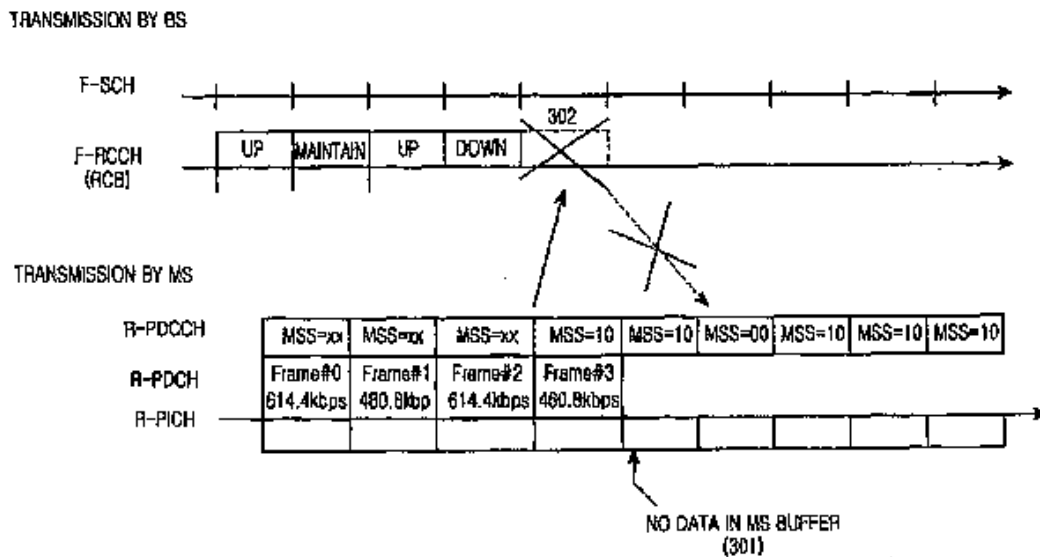 TRANSMISSION BY BS
F-SCH
302
F-RCCH
(RCB)
UP MAINTAIN UP DOWN
TRANSMISSION BY MS
R-PDCCH
MSS=xx MSS=xx MSS=xx MSS=10 MSS=10 MSS=00 MSS=10 MSS=10 MSS=10
R-PDCH
Frame#0 Frame#1 Frame#2 Frame#3
614.4kbps 460.8kbp 614.4kbps 460.8kbps
R-PICH
NO DATA IN MS BUFFER
(301)